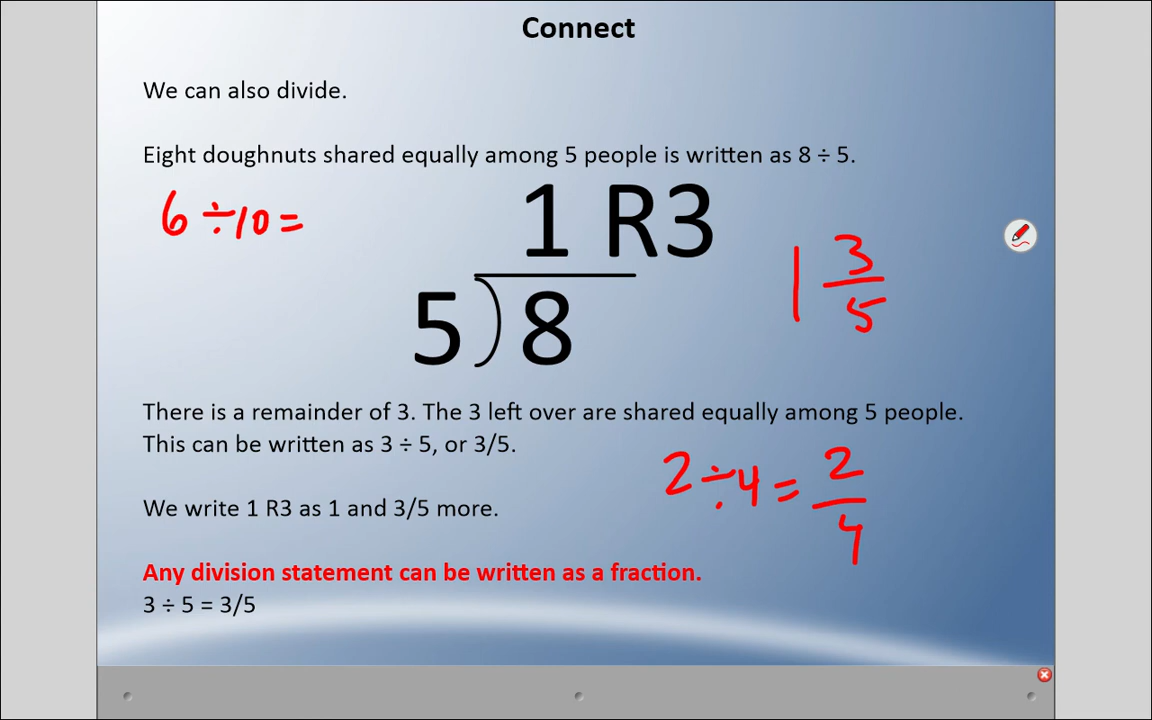 Connect
We can also divide.
Eight doughnuts shared equally among 5 people is written as 8 ÷ 5.
6 ÷ 10 =
1 R3
5)8
1 3/5
There is a remainder of 3. The 3 left over are shared equally among 5 people.
This can be written as 3 ÷ 5, or 3/5.
2 ÷ 4 = 2/4
We write 1 R3 as 1 and 3/5 more.
Any division statement can be written as a fraction.
3 ÷ 5 = 3/5